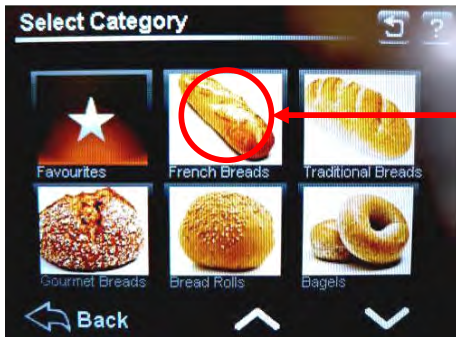 Select Category
?
Favourites
French Breads
Traditional Breads
Gourmet Breads
Bread Rolls
Bagels
Back